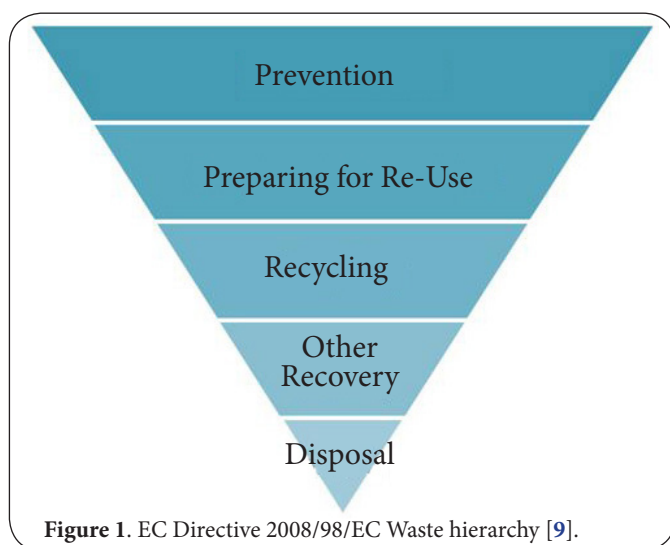 Prevention
Preparing for Re-Use
Recycling
Other
Recovery
Disposal
Figure 1. EC Directive 2008/98/EC Waste hierarchy [9].